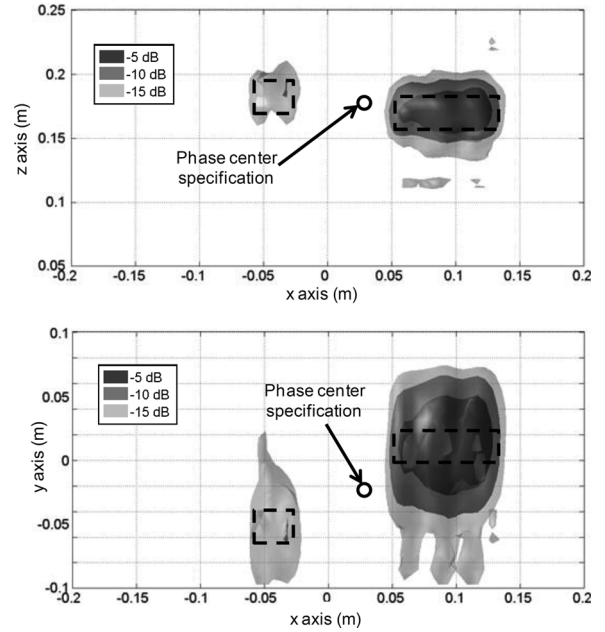 0.25
0.20
0.15
0.1
0.05
z axis (m)
-5 dB
-10 dB
-15 dB
Phase center
specification
-0.2 -0.15 -0.1 -0.05 0 0.05 0.1 0.15 0.2
x axis (m)
0.1
0.05
0
-0.05
-0.1
y axis (m)
-5 dB
-10 dB
-15 dB
Phase center
specification
-0.2 -0.15 -0.1 -0.05 0 0.05 0.1 0.15 0.2
x axis (m)